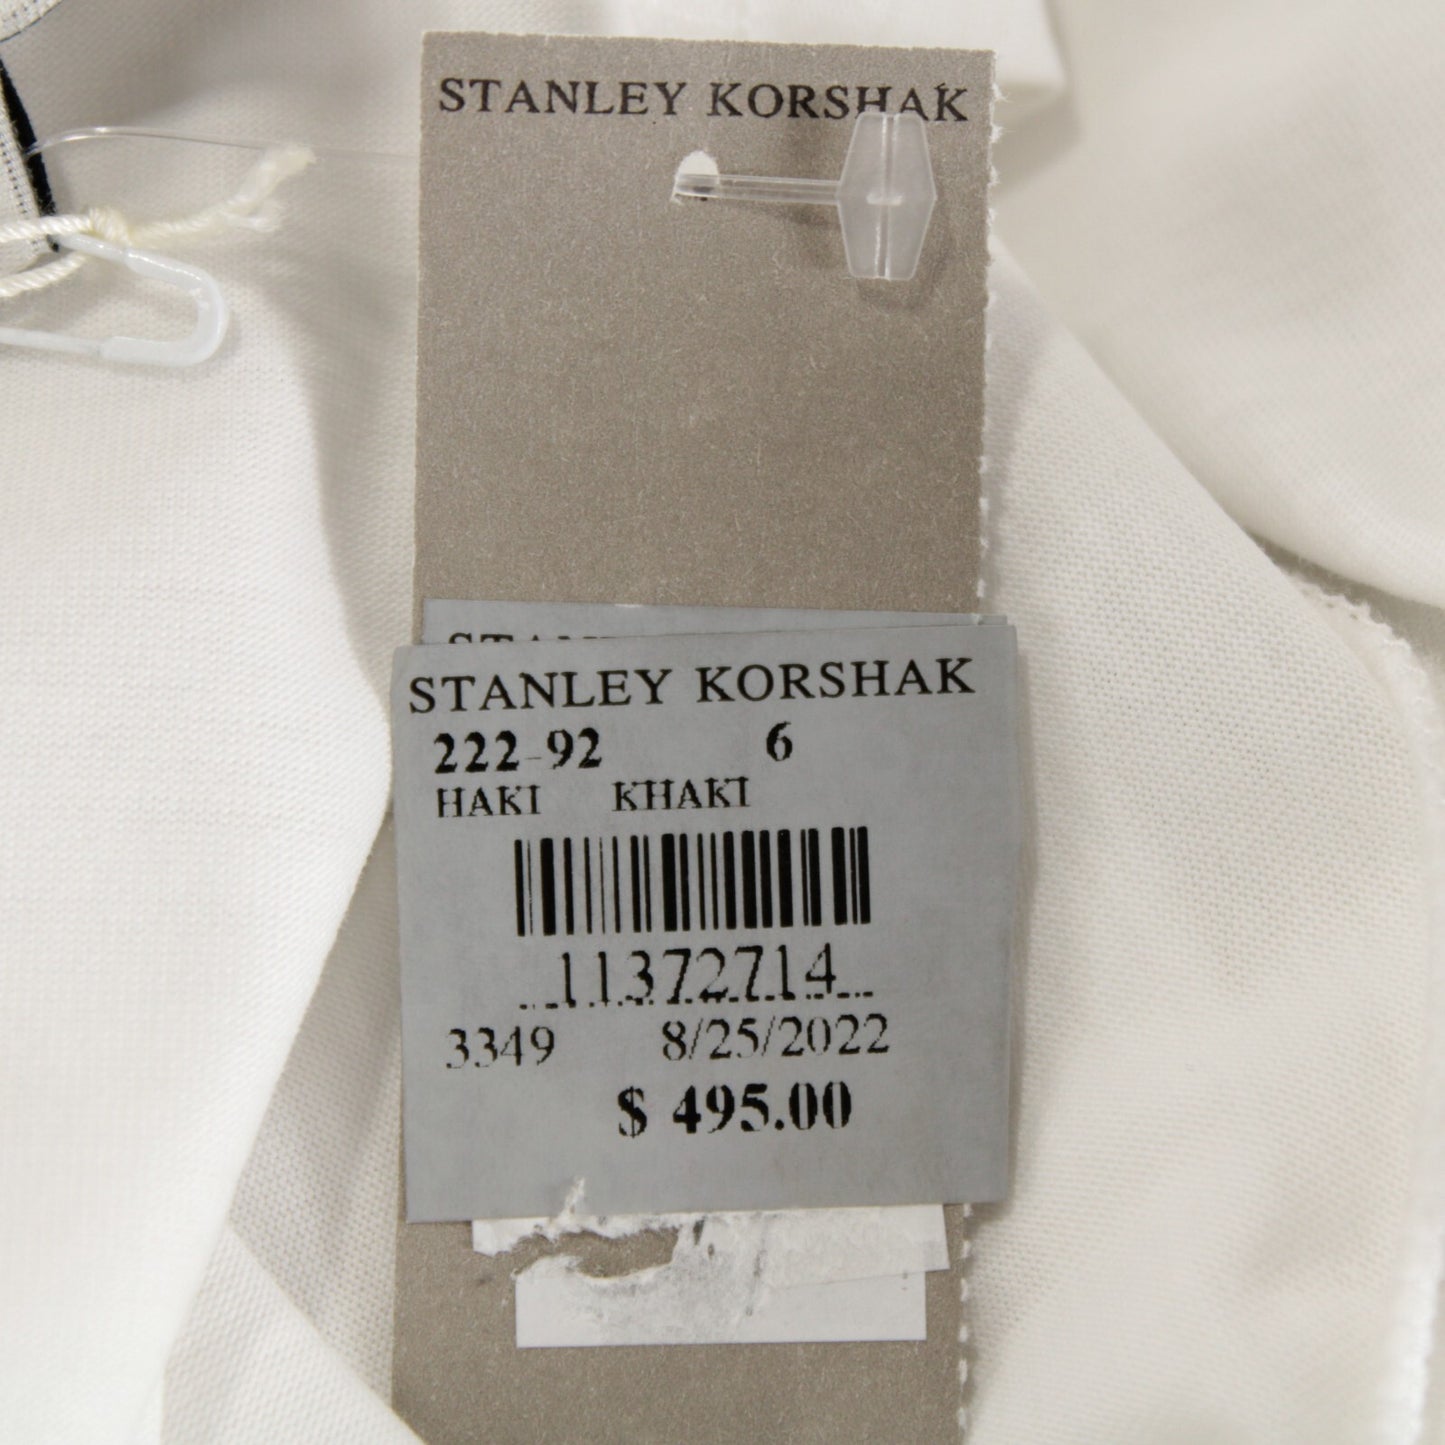 STANLEY KORSHAK
STANLEY KORSHAK
222-92 6
HAKI KHAKI
11372714
3349 8/25/2022
$ 495.00